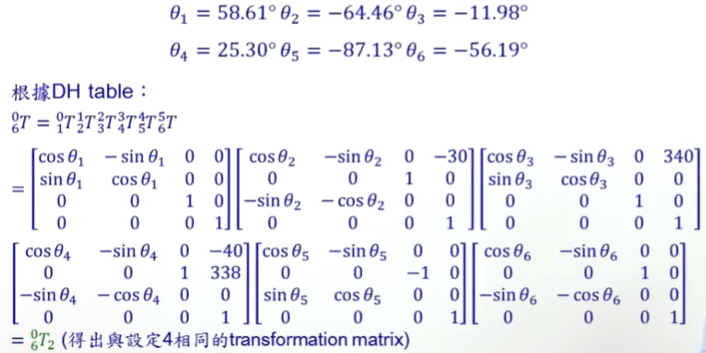 θ₁ = 58.61° θ₂ = −64.46° θ₃ = −11.98°
θ₄ = 25.30° θ₅ = −87.13° θ₆ = −56.19°
根據DH table：
⁰₆T = ⁰₁T¹₂T²₃T³₄T⁴₅T⁵₆T
= [cos θ₁ − sin θ₁ 0 0] [cos θ₂ −sin θ₂ 0 −30] [cos θ₃ − sin θ₃ 0 340]
[sin θ₁ cos θ₁ 0 0] [0 0 1 0] [sin θ₃ cos θ₃ 0 0]
[0 0 1 0] [−sin θ₂ − cos θ₂ 0 0] [0 0 1 0]
[0 0 0 1] [0 0 0 1] [0 0 0 1]
[cos θ₄ −sin θ₄ 0 −40] [cos θ₅ −sin θ₅ 0 0] [cos θ₆ −sin θ₆ 0 0]
[0 0 1 338] [0 0 −1 0] [0 0 1 0]
[−sin θ₄ − cos θ₄ 0 0] [sin θ₅ cos θ₅ 0 0] [−sin θ₆ − cos θ₆ 0 0]
[0 0 0 1] [0 0 0 1] [0 0 0 1]
= ⁰₆T₂ (得出與設定4相同的transformation matrix)